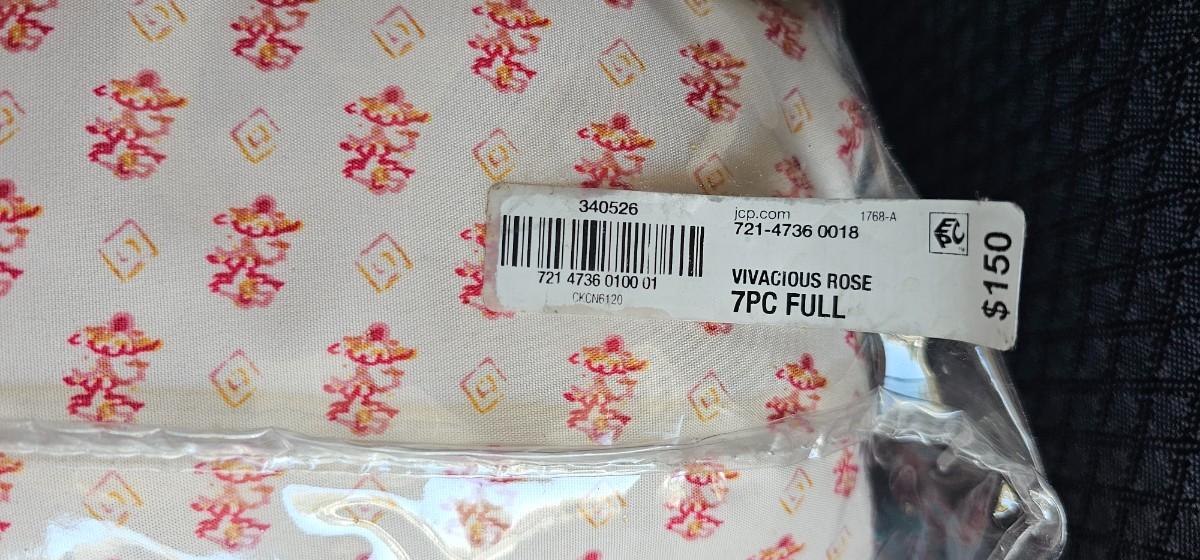 340526
721 4736 0100 01
CKCN6120
jcp.com
1768-A
721-4736 0018
VIVACIOUS ROSE
7PC FULL
$150